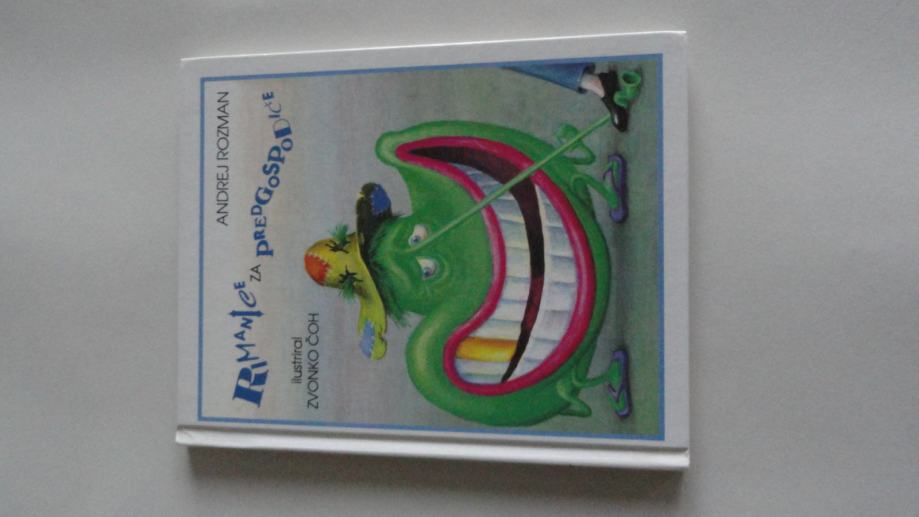 ANDREJ ROZMAN
RIMANICE
ZA
PREDGOSPODIČE
ilustriral
ZVONKO ČOH